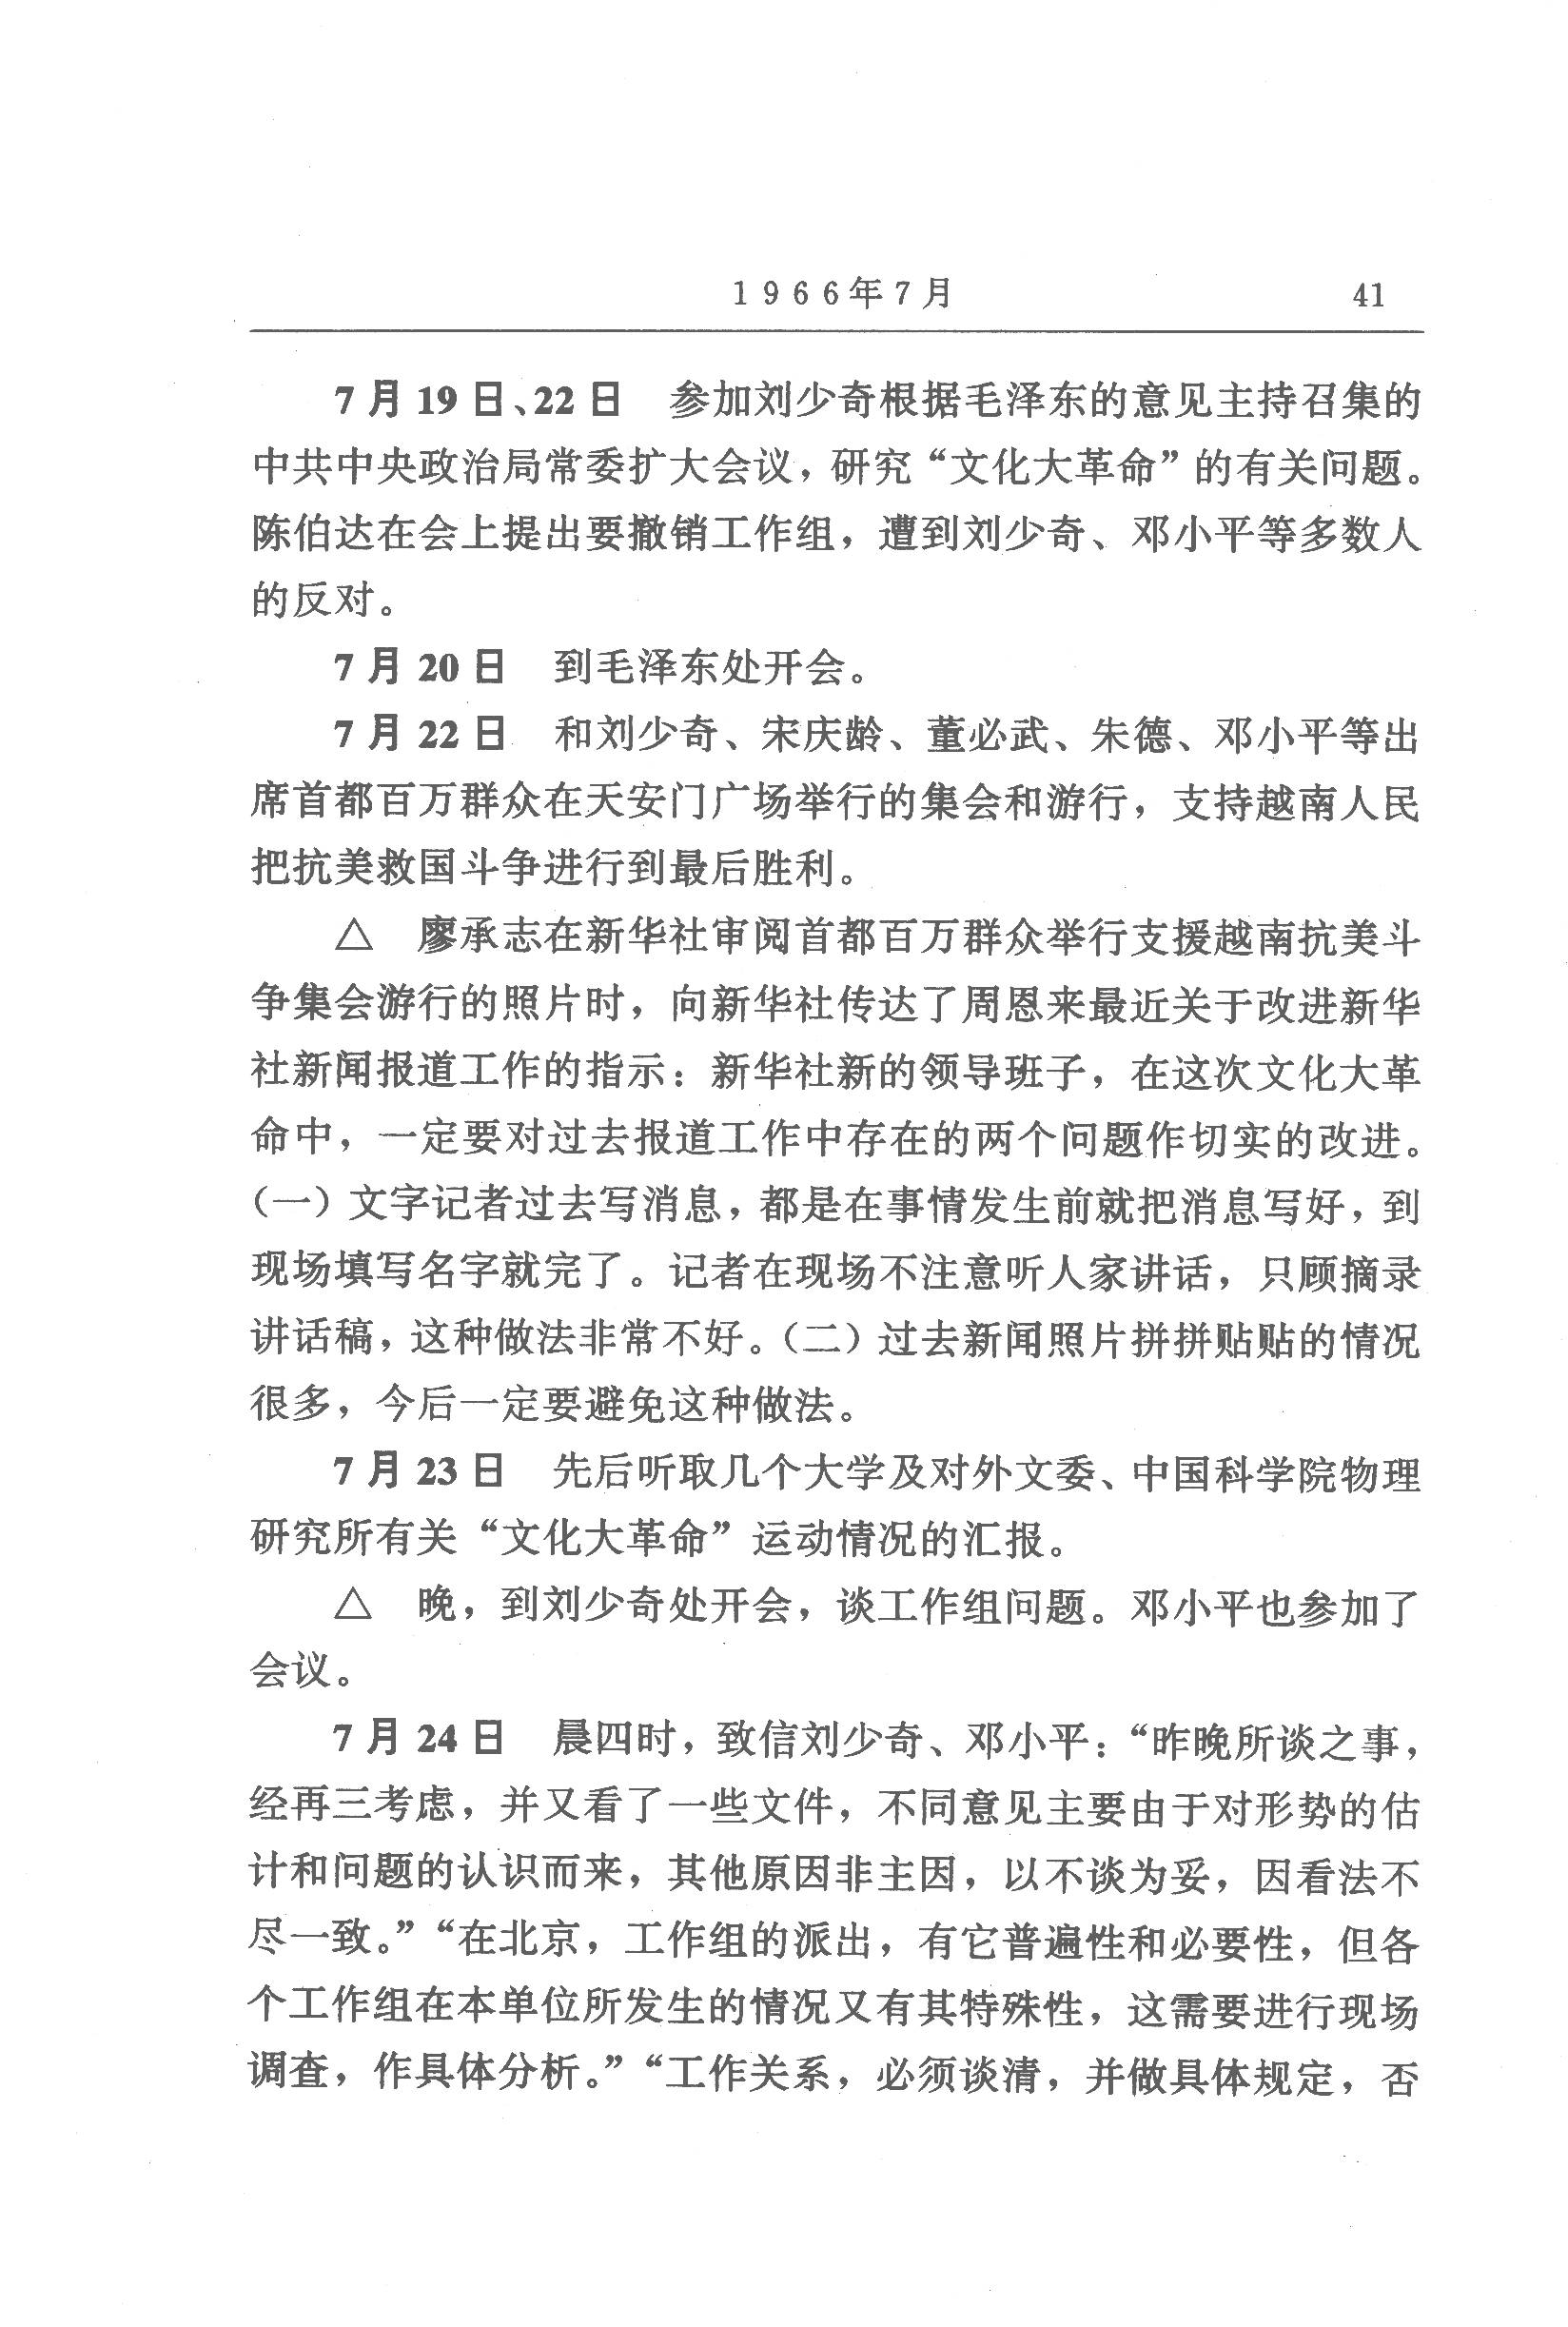 1966年7月 41
7月19日、22日 参加刘少奇根据毛泽东的意见主持召集的
中共中央政治局常委扩大会议，研究“文化大革命”的有关问题。
陈伯达在会上提出要撤销工作组，遭到刘少奇、邓小平等多数人
的反对。
7月20日 到毛泽东处开会。
7月22日 和刘少奇、宋庆龄、董必武、朱德、邓小平等出
席首都百万群众在天安门广场举行的集会和游行，支持越南人民
把抗美救国斗争进行到最后胜利。
△ 廖承志在新华社审阅首都百万群众举行支援越南抗美斗
争集会游行的照片时，向新华社传达了周恩来最近关于改进新华
社新闻报道工作的指示：新华社新的领导班子，在这次文化大革
命中，一定要对过去报道工作中存在的两个问题作切实的改进。
（一）文字记者过去写消息，都是在事情发生前就把消息写好，到
现场填写名字就完了。记者在现场不注意听人家讲话，只顾摘录
讲话稿，这种做法非常不好。（二）过去新闻照片拼拼贴贴的情况
很多，今后一定要避免这种做法。
7月23日 先后听取几个大学及对外文委、中国科学院物理
研究所有关“文化大革命”运动情况的汇报。
△ 晚，到刘少奇处开会，谈工作组问题。邓小平也参加了
会议。
7月24日 晨四时，致信刘少奇、邓小平：“昨晚所谈之事，
经再三考虑，并又看了一些文件，不同意见主要由于对形势的估
计和问题的认识而来，其他原因非主因，以不谈为妥，因看法不
尽一致。”“在北京，工作组的派出，有它普遍性和必要性，但各
个工作组在本单位所发生的情况又有其特殊性，这需要进行现场
调查，作具体分析。”“工作关系，必须谈清，并做具体规定，否